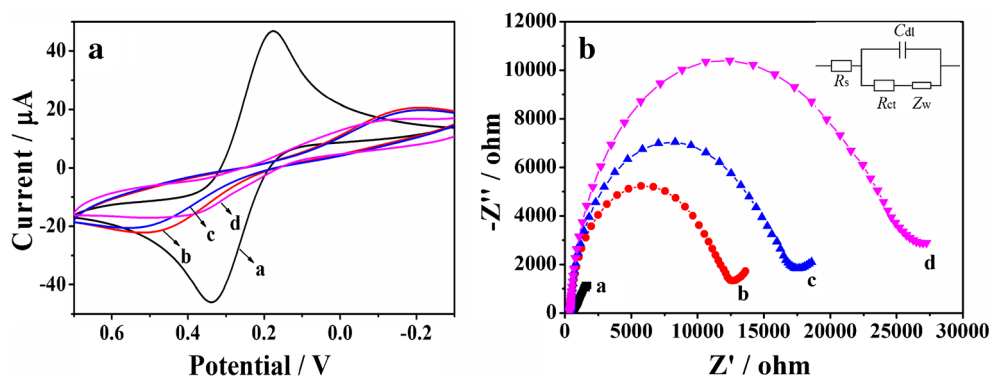 a
Current / µA
40
20
0
-20
-40
0.6
0.4
0.2
0.0
-0.2
Potential / V
b
c
d
a
b
-Z'' / ohm
12000
10000
8000
6000
4000
2000
0
0
5000
10000
15000
20000
25000
30000
Z' / ohm
a
b
c
d
Cdl
Rs
Rct
Zw